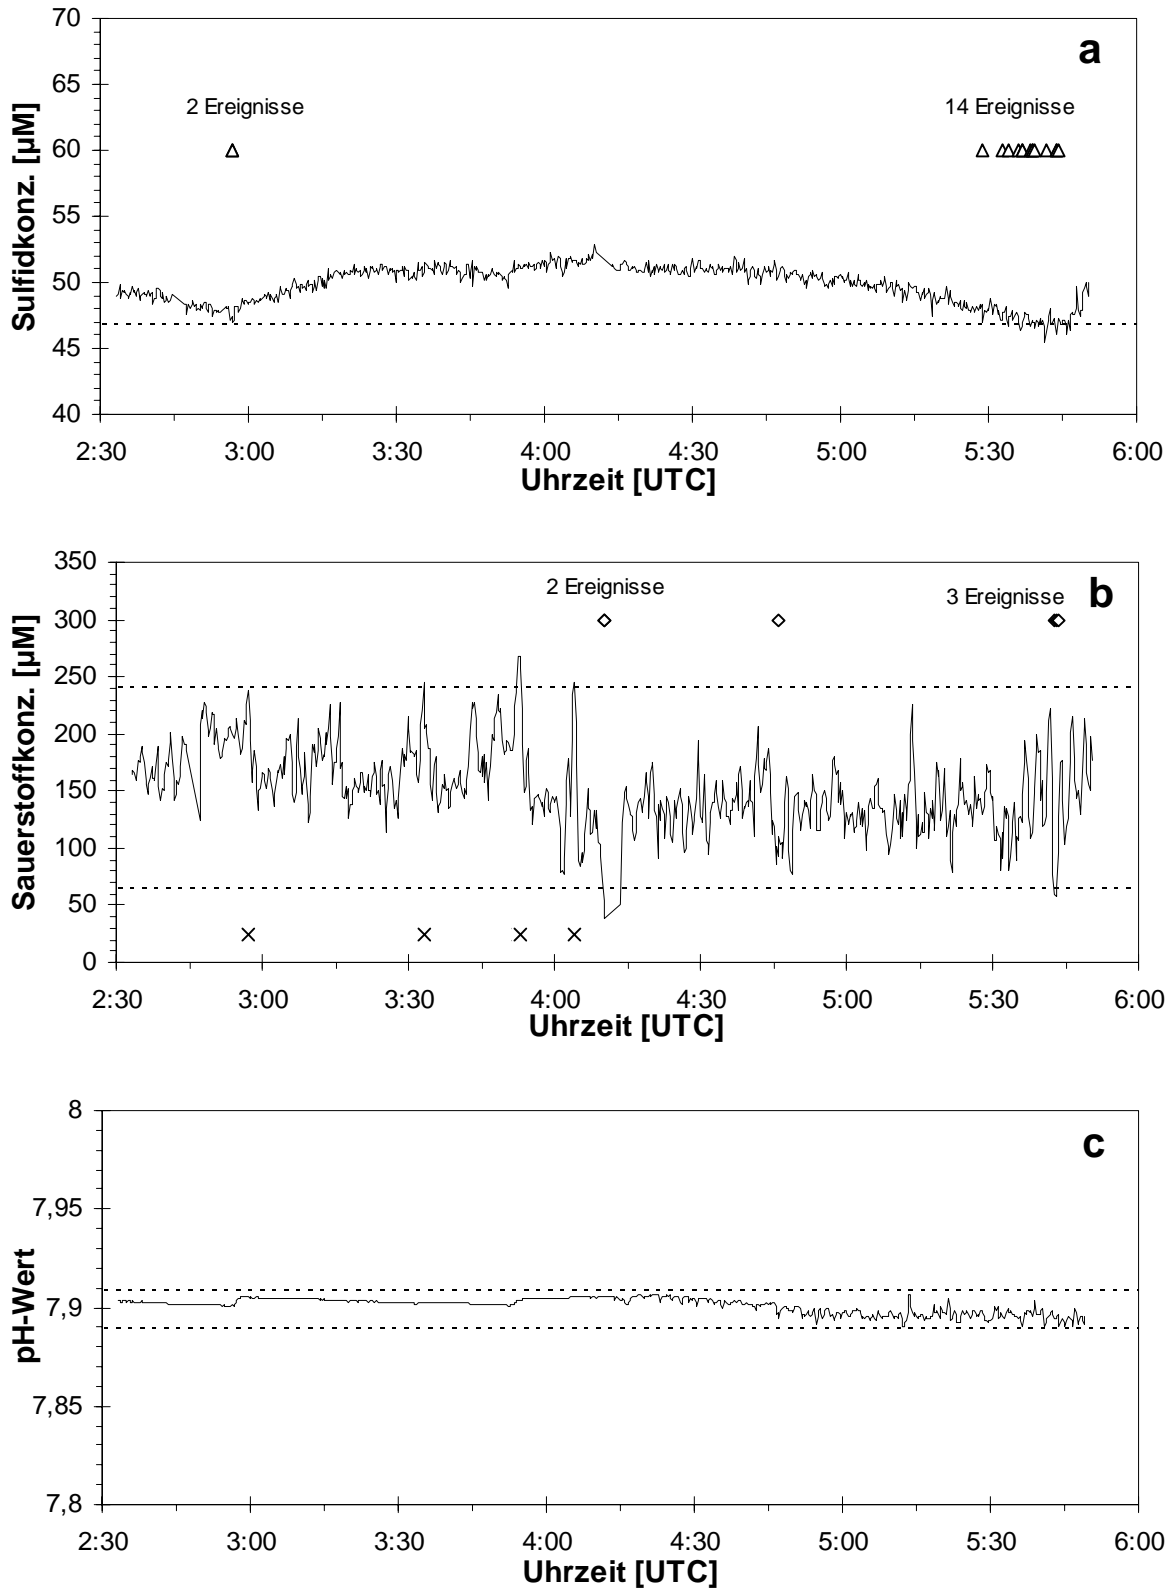 a
2 Ereignisse
14 Ereignisse
Sulfidkonz. [µM]
70
65
60
55
50
45
40
2:30 3:00 3:30 4:00 4:30 5:00 5:30 6:00
Uhrzeit [UTC]
b
2 Ereignisse
3 Ereignisse
Sauerstoffkonz. [µM]
350
300
250
200
150
100
50
0
2:30 3:00 3:30 4:00 4:30 5:00 5:30 6:00
Uhrzeit [UTC]
c
pH-Wert
8
7,95
7,9
7,85
7,8
2:30 3:00 3:30 4:00 4:30 5:00 5:30 6:00
Uhrzeit [UTC]